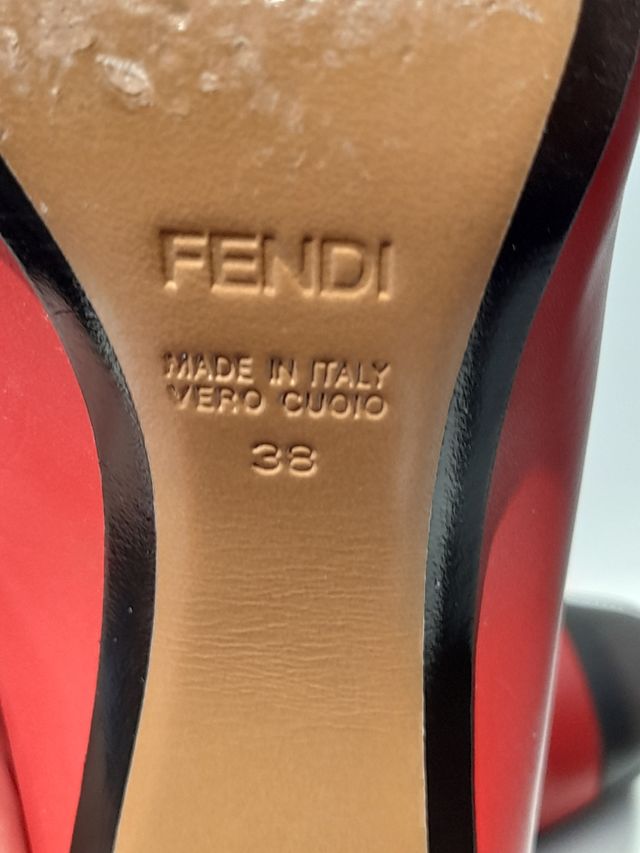 FENDI
MADE IN ITALY
VERO CUOIO
38